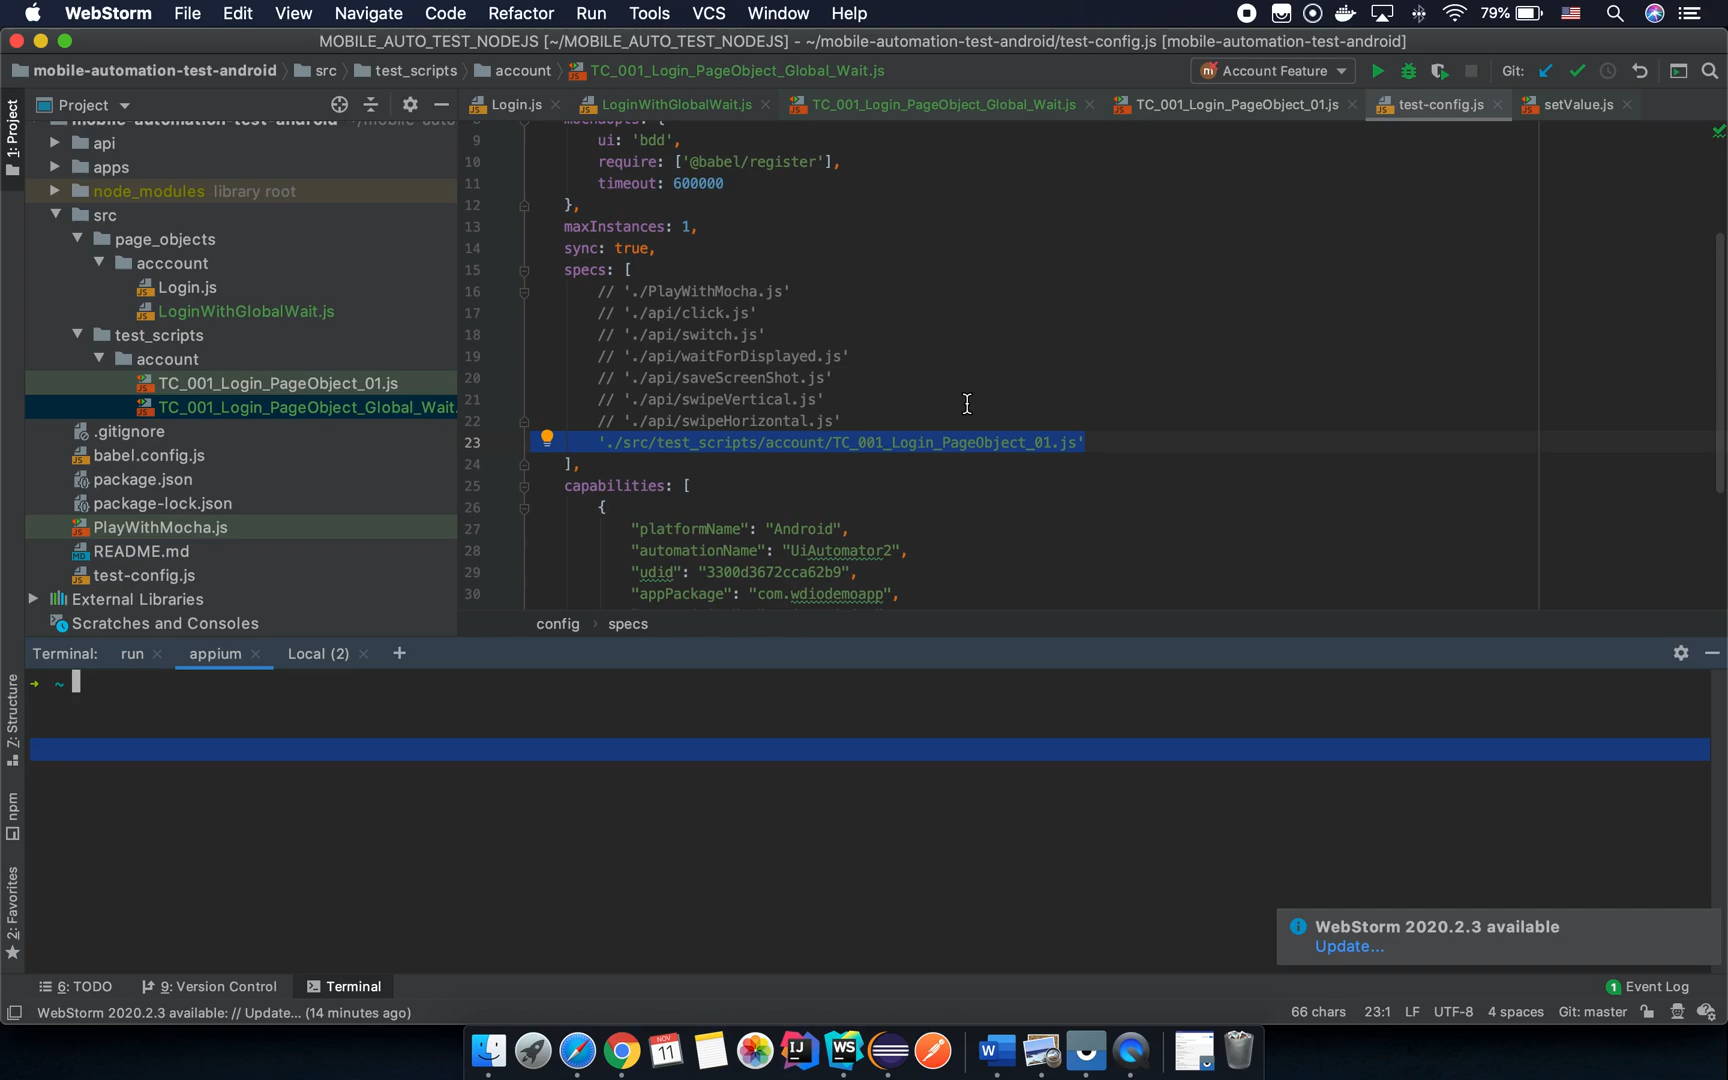 WebStorm File Edit View Navigate Code Refactor Run Tools VCS Window Help 79%
MOBILE_AUTO_TEST_NODEJS [~/MOBILE_AUTO_TEST_NODEJS] - ~/mobile-automation-test-android/test-config.js [mobile-automation-test-android]
mobile-automation-test-android src test_scripts account TC_001_Login_PageObject_Global_Wait.js Account Feature Git:
Project Login.js LoginWithGlobalWait.js TC_001_Login_PageObject_Global_Wait.js TC_001_Login_PageObject_01.js test-config.js setValue.js
1: Project
Z: Structure
npm
2: Favorites
api
apps
node_modules library root
src
page_objects
acccount
Login.js
LoginWithGlobalWait.js
test_scripts
account
TC_001_Login_PageObject_01.js
TC_001_Login_PageObject_Global_Wait.
.gitignore
babel.config.js
package.json
package-lock.json
PlayWithMocha.js
README.md
test-config.js
External Libraries
Scratches and Consoles
9 ui: 'bdd',
10 require: ['@babel/register'],
11 timeout: 600000
12 },
13 maxInstances: 1,
14 sync: true,
15 specs: [
16 // './PlayWithMocha.js'
17 // './api/click.js'
18 // './api/switch.js'
19 // './api/waitForDisplayed.js'
20 // './api/saveScreenShot.js'
21 // './api/swipeVertical.js'
22 // './api/swipeHorizontal.js'
23 './src/test_scripts/account/TC_001_Login_PageObject_01.js'
24 ],
25 capabilities: [
26 {
27 "platformName": "Android",
28 "automationName": "UiAutomator2",
29 "udid": "3300d3672cca62b9",
30 "appPackage": "com.wdiodemoapp",
config specs
Terminal: run appium Local (2) +
→ ~
WebStorm 2020.2.3 available
Update...
6: TODO 9: Version Control Terminal 1 Event Log
WebStorm 2020.2.3 available: // Update... (14 minutes ago) 66 chars 23:1 LF UTF-8 4 spaces Git: master
NOV
11
IJ
WS
W